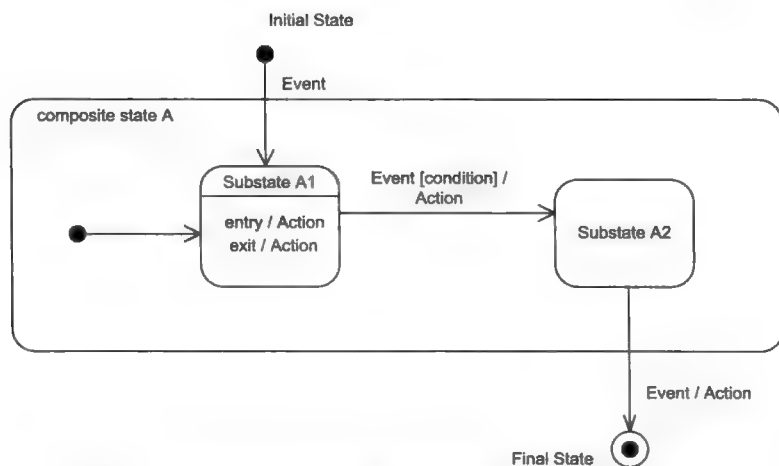 Initial State
Event
composite state A
Substate A1
Event [condition] /
Action
entry / Action
exit / Action
Substate A2
Event / Action
Final State